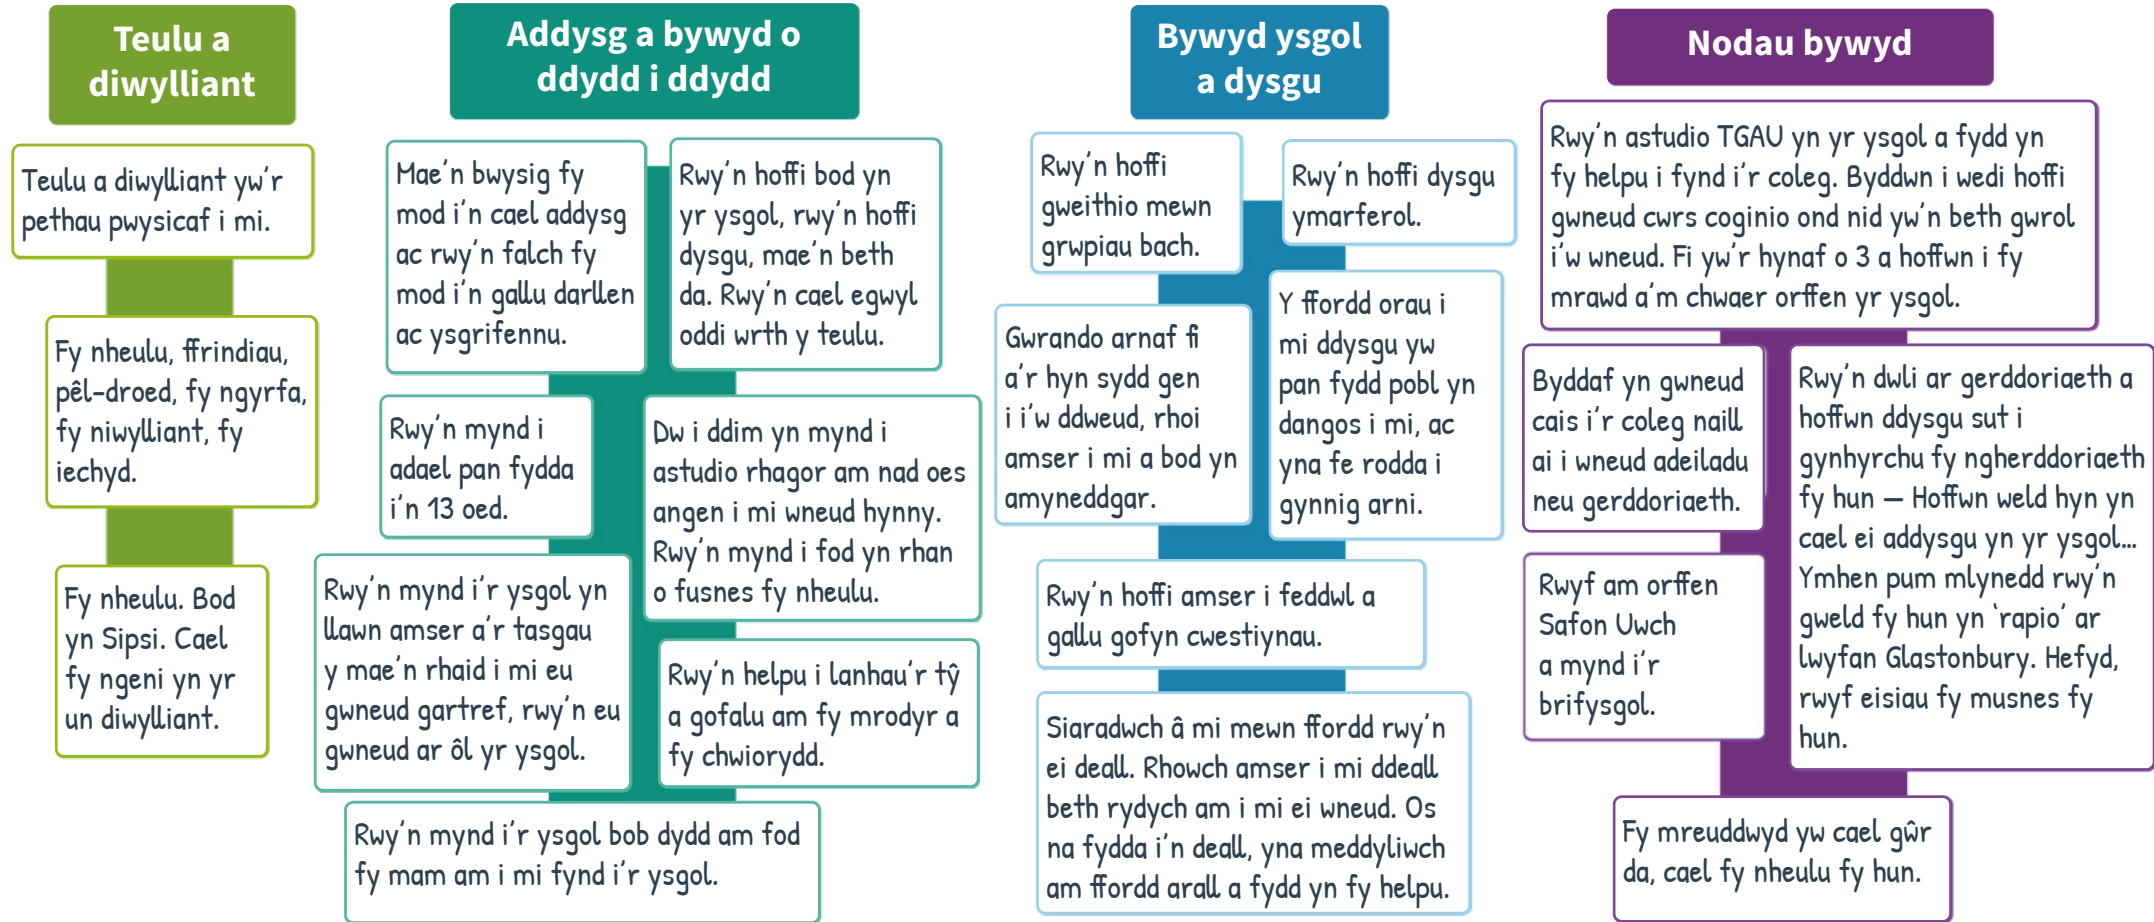 Teulu a
diwylliant
Teulu a diwylliant yw'r
pethau pwysicaf i mi.
Fy nheulu, ffrindiau,
pêl-droed, fy ngyrfa,
fy niwylliant, fy
iechyd.
Fy nheulu. Bod
yn Sipsi. Cael
fy ngeni yn yr
un diwylliant.
Addysg a bywyd o
ddydd i ddydd
Mae'n bwysig fy
mod i'n cael addysg
ac rwy'n falch fy
mod i'n gallu darllen
ac ysgrifennu.
Rwy'n hoffi bod yn
yr ysgol, rwy'n hoffi
dysgu, mae'n beth
da. Rwy'n cael egwyl
oddi wrth y teulu.
Rwy'n mynd i
adael pan fydda
i'n 13 oed.
Dw i ddim yn mynd i
astudio rhagor am nad oes
angen i mi wneud hynny.
Rwy'n mynd i fod yn rhan
o fusnes fy nheulu.
Rwy'n mynd i'r ysgol yn
llawn amser a'r tasgau
y mae'n rhaid i mi eu
gwneud gartref, rwy'n eu
gwneud ar ôl yr ysgol.
Rwy'n helpu i lanhau'r tŷ
a gofalu am fy mrodyr a
fy chwiorydd.
Rwy'n mynd i'r ysgol bob dydd am fod
fy mam am i mi fynd i'r ysgol.
Bywyd ysgol
a dysgu
Rwy'n hoffi
gweithio mewn
grwpiau bach.
Rwy'n hoffi dysgu
ymarferol.
Gwrando arnaf fi
a'r hyn sydd gen
i i'w ddweud, rhoi
amser i mi a bod yn
amyneddgar.
Y ffordd orau i
mi ddysgu yw
pan fydd pobl yn
dangos i mi, ac
yna fe rodda i
gynnig arni.
Rwy'n hoffi amser i feddwl a
gallu gofyn cwestiynau.
Siaradwch â mi mewn ffordd rwy'n
ei deall. Rhowch amser i mi ddeall
beth rydych am i mi ei wneud. Os
na fydda i'n deall, yna meddyliwch
am ffordd arall a fydd yn fy helpu.
Nodau bywyd
Rwy'n astudio TGAU yn yr ysgol a fydd yn
fy helpu i fynd i'r coleg. Byddwn i wedi hoffi
gwneud cwrs coginio ond nid yw'n beth gwrol
i'w wneud. Fi yw'r hynaf o 3 a hoffwn i fy
mrawd a'm chwaer orffen yr ysgol.
Byddaf yn gwneud
cais i'r coleg naill
ai i wneud adeiladu
neu gerddoriaeth.
Rwy'n dwli ar gerddoriaeth a
hoffwn ddysgu sut i
gynhyrchu fy ngherddoriaeth
fy hun – Hoffwn weld hyn yn
cael ei addysgu yn yr ysgol...
Ymhen pum mlynedd rwy'n
gweld fy hun yn 'rapio' ar
lwyfan Glastonbury. Hefyd,
rwyf eisiau fy musnes fy
hun.
Rwyf am orffen
Safon Uwch
a mynd i'r
brifysgol.
Fy mreuddwyd yw cael gŵr
da, cael fy nheulu fy hun.